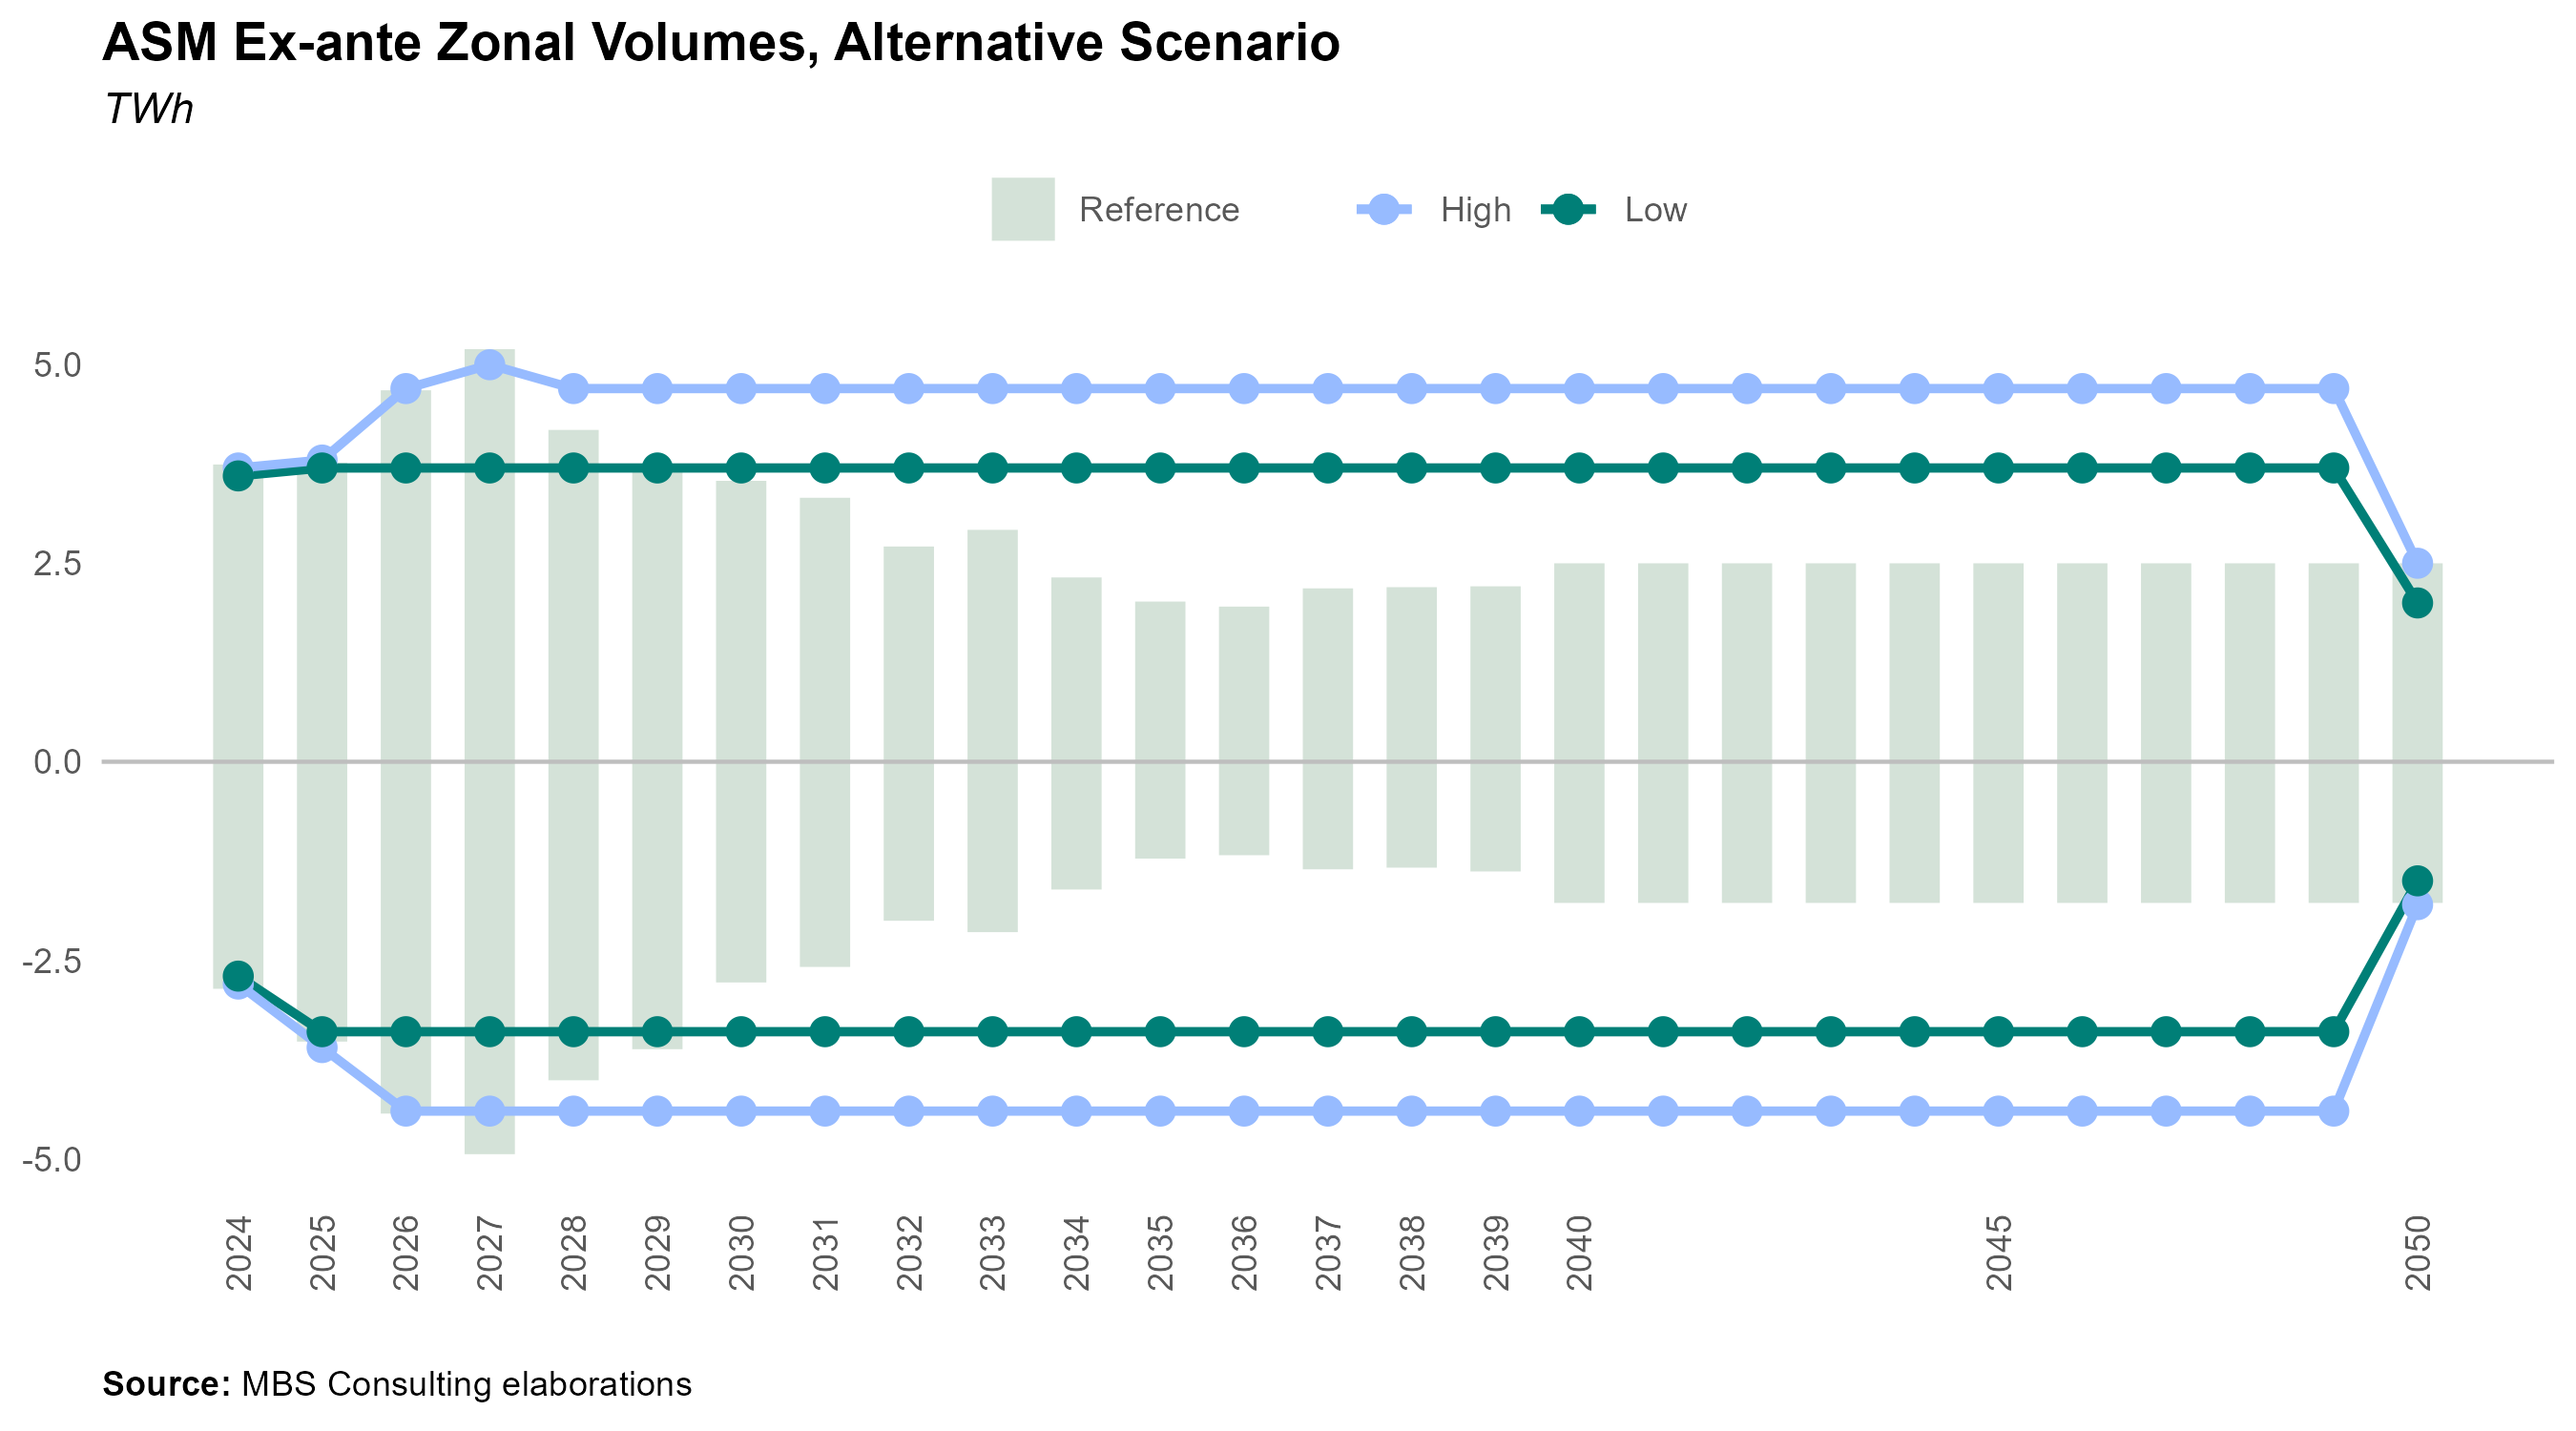 ASM Ex-ante Zonal Volumes, Alternative Scenario
TWh
Reference High Low
5.0
2.5
0.0
-2.5
-5.0
2024 2025 2026 2027 2028 2029 2030 2031 2032 2033 2034 2035 2036 2037 2038 2039 2040 2045 2050
Source: MBS Consulting elaborations